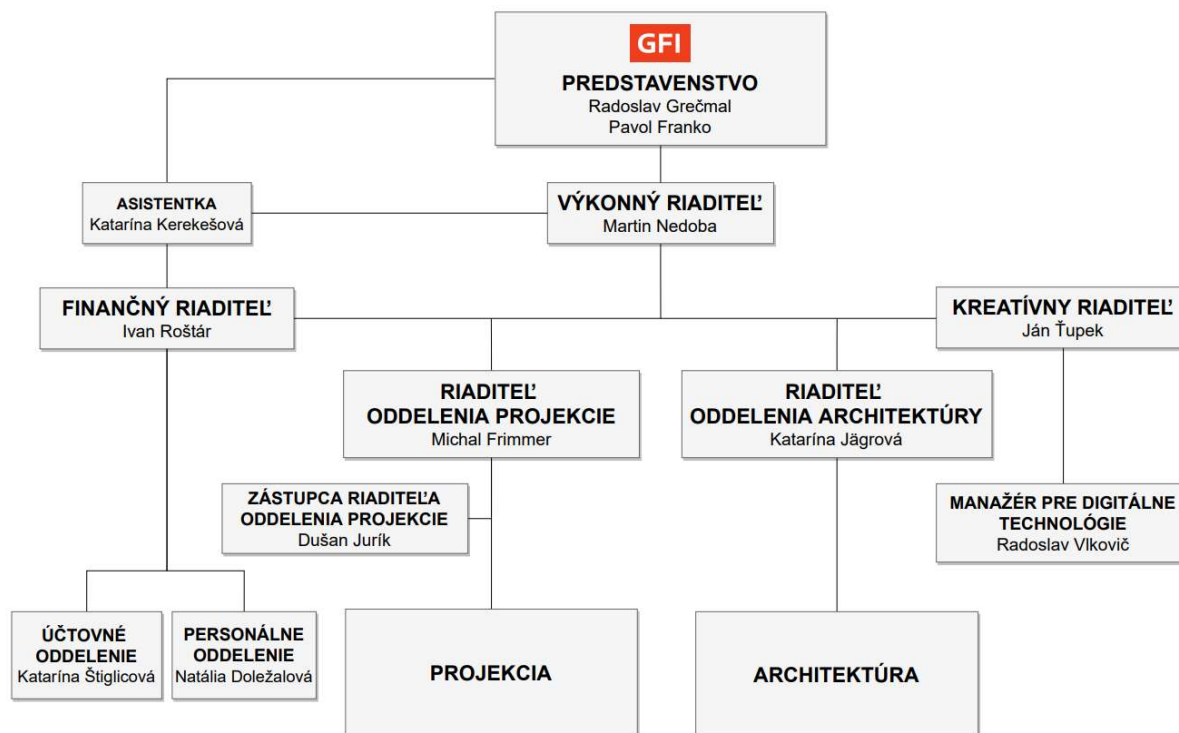 GFI
PREDSTAVENSTVO
Radoslav Grečmal
Pavol Franko
ASISTENTKA
Katarína Kerekešová
VÝKONNÝ RIADITEĽ
Martin Nedoba
FINANČNÝ RIADITEĽ
Ivan Roštár
KREATÍVNY RIADITEĽ
Ján Ťupek
RIADITEĽ
ODDELENIA PROJEKCIE
Michal Frimmer
RIADITEĽ
ODDELENIA ARCHITEKTÚRY
Katarína Jägrová
ZÁSTUPCA RIADITEĽA
ODDELENIA PROJEKCIE
Dušan Jurík
MANAŽÉR PRE DIGITÁLNE
TECHNOLÓGIE
Radoslav Vlkovič
ÚČTOVNÉ
ODDELENIE
Katarína Štiglicová
PERSONÁLNE
ODDELENIE
Natália Doležalová
PROJEKCIA
ARCHITEKTÚRA